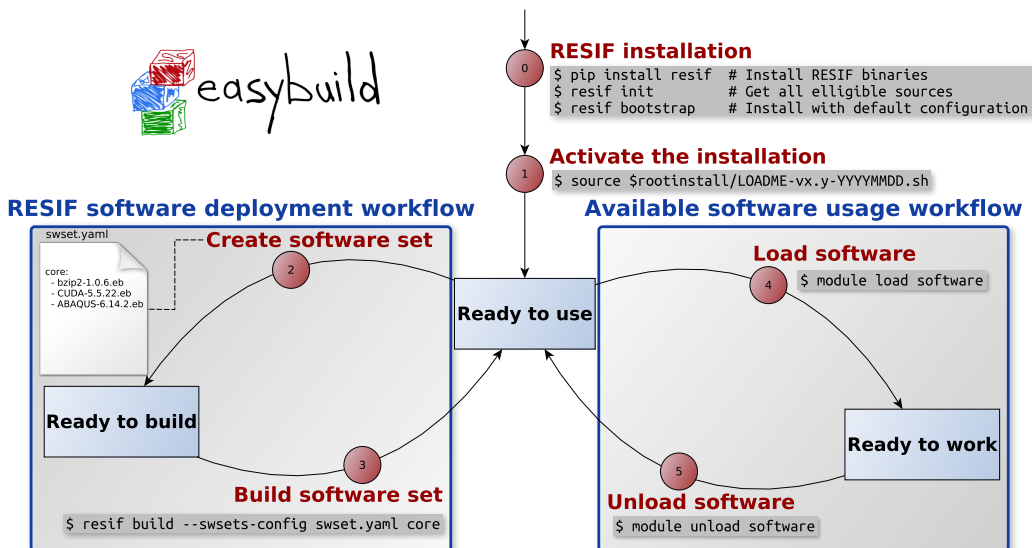 easybuild
0
RESIF installation
$ pip install resif  # Install RESIF binaries
$ resif init         # Get all elligible sources
$ resif bootstrap    # Install with default configuration
1
Activate the installation
$ source $rootinstall/LOADME-vx.y-YYYYMMDD.sh
RESIF software deployment workflow
swset.yaml
core:
- bzip2-1.0.6.eb
- CUDA-5.5.22.eb
- ABAQUS-6.14.2.eb
Create software set
2
Ready to build
3
Build software set
$ resif build --swsets-config swset.yaml core
Ready to use
Available software usage workflow
Load software
4
$ module load software
Ready to work
5
Unload software
$ module unload software